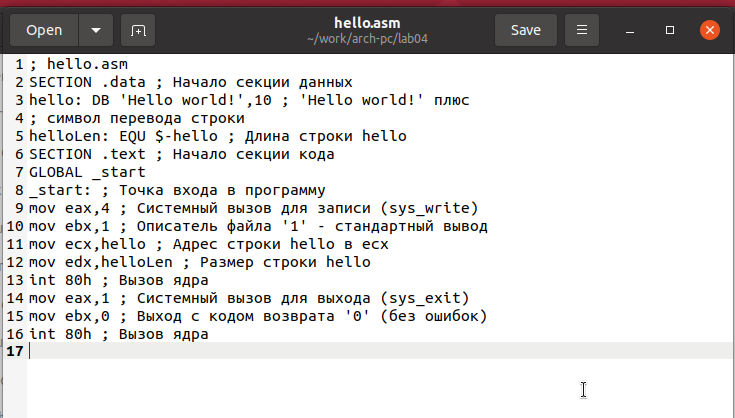 Open
hello.asm
~/work/arch-pc/lab04
Save
1 ; hello.asm
2 SECTION .data ; Начало секции данных
3 hello: DB 'Hello world!',10 ; 'Hello world!' плюс
4 ; символ перевода строки
5 helloLen: EQU $-hello ; Длина строки hello
6 SECTION .text ; Начало секции кода
7 GLOBAL _start
8 _start: ; Точка входа в программу
9 mov eax,4 ; Системный вызов для записи (sys_write)
10 mov ebx,1 ; Описатель файла '1' - стандартный вывод
11 mov ecx,hello ; Адрес строки hello в ecx
12 mov edx,helloLen ; Размер строки hello
13 int 80h ; Вызов ядра
14 mov eax,1 ; Системный вызов для выхода (sys_exit)
15 mov ebx,0 ; Выход с кодом возврата '0' (без ошибок)
16 int 80h ; Вызов ядра
17